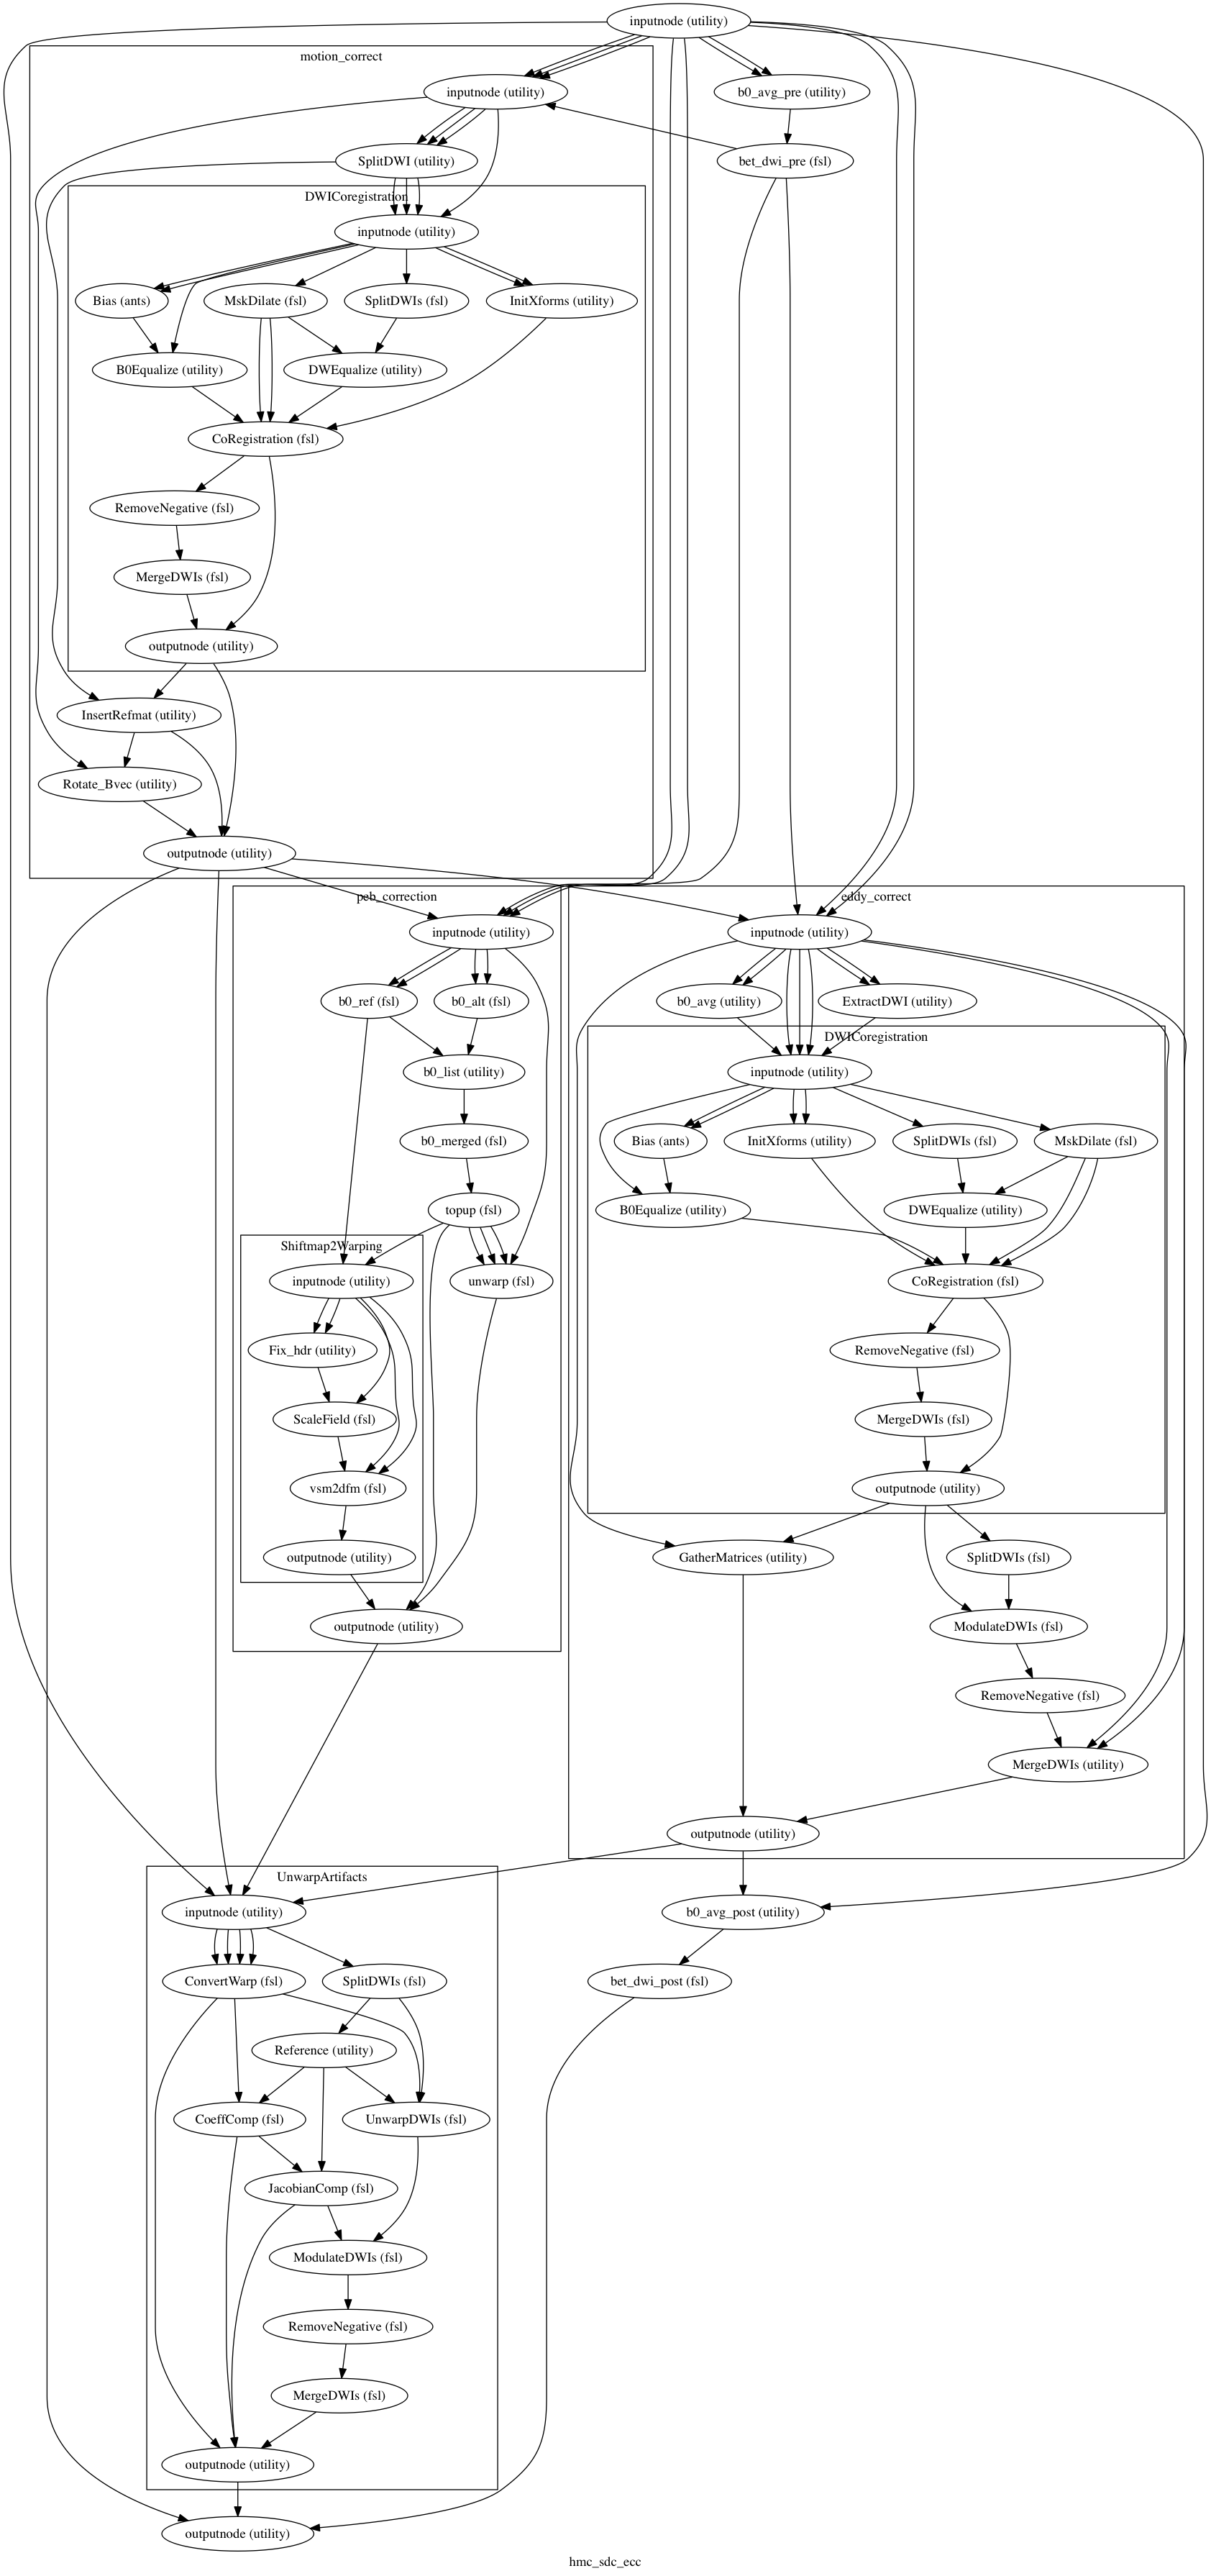 inputnode (utility)
motion_correct
inputnode (utility)
b0_avg_pre (utility)
SplitDWI (utility)
bet_dwi_pre (fsl)
DWICoregistration
inputnode (utility)
Bias (ants)
MskDilate (fsl)
SplitDWIs (fsl)
InitXforms (utility)
B0Equalize (utility)
DWEqualize (utility)
CoRegistration (fsl)
RemoveNegative (fsl)
MergeDWIs (fsl)
outputnode (utility)
InsertRefmat (utility)
Rotate_Bvec (utility)
outputnode (utility)
peb_correction
inputnode (utility)
b0_ref (fsl)
b0_alt (fsl)
b0_list (utility)
b0_merged (fsl)
topup (fsl)
Shiftmap2Warping
inputnode (utility)
unwarp (fsl)
Fix_hdr (utility)
ScaleField (fsl)
vsm2dfm (fsl)
outputnode (utility)
outputnode (utility)
eddy_correct
inputnode (utility)
b0_avg (utility)
ExtractDWI (utility)
DWICoregistration
inputnode (utility)
Bias (ants)
InitXforms (utility)
SplitDWIs (fsl)
MskDilate (fsl)
B0Equalize (utility)
DWEqualize (utility)
CoRegistration (fsl)
RemoveNegative (fsl)
MergeDWIs (fsl)
outputnode (utility)
GatherMatrices (utility)
SplitDWIs (fsl)
ModulateDWIs (fsl)
RemoveNegative (fsl)
MergeDWIs (utility)
outputnode (utility)
UnwarpArtifacts
inputnode (utility)
b0_avg_post (utility)
ConvertWarp (fsl)
SplitDWIs (fsl)
bet_dwi_post (fsl)
Reference (utility)
CoeffComp (fsl)
UnwarpDWIs (fsl)
JacobianComp (fsl)
ModulateDWIs (fsl)
RemoveNegative (fsl)
MergeDWIs (fsl)
outputnode (utility)
outputnode (utility)
hmc_sdc_ecc